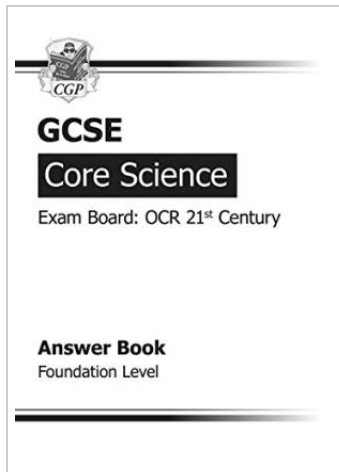 CGP
GCSE
Core Science
Exam Board: OCR 21st Century
Answer Book
Foundation Level